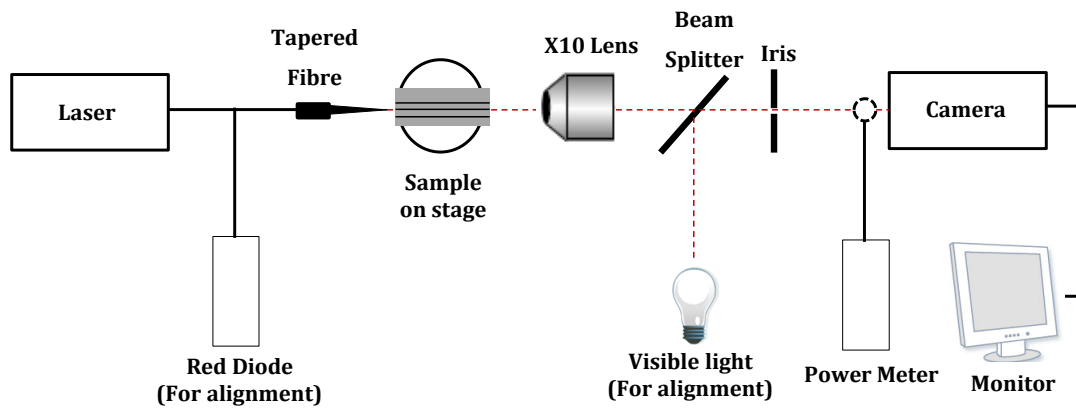 Laser
Tapered
Fibre
Sample
on stage
X10 Lens
Beam
Splitter
Iris
Camera
Red Diode
(For alignment)
Visible light
(For alignment)
Power Meter
Monitor